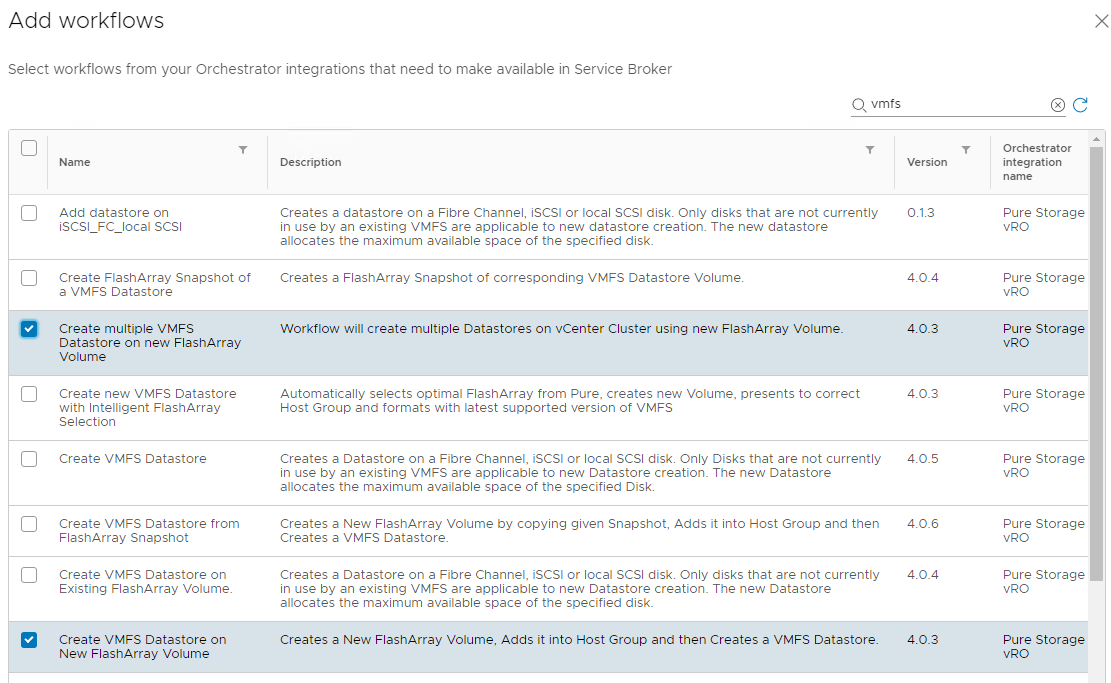 Add workflows
Select workflows from your Orchestrator integrations that need to make available in Service Broker
vmfs
Name
Description
Version
Orchestrator
integration
name
Add datastore on
iSCSI_FC_local SCSI
Creates a datastore on a Fibre Channel, iSCSI or local SCSI disk. Only disks that are not currently
in use by an existing VMFS are applicable to new datastore creation. The new datastore
allocates the maximum available space of the specified disk.
0.1.3
Pure Storage
vRO
Create FlashArray Snapshot of
a VMFS Datastore
Creates a FlashArray Snapshot of corresponding VMFS Datastore Volume.
4.0.4
Pure Storage
vRO
Create multiple VMFS
Datastore on new FlashArray
Volume
Workflow will create multiple Datastores on vCenter Cluster using new FlashArray Volume.
4.0.3
Pure Storage
vRO
Create new VMFS Datastore
with Intelligent FlashArray
Selection
Automatically selects optimal FlashArray from Pure, creates new Volume, presents to correct
Host Group and formats with latest supported version of VMFS
4.0.3
Pure Storage
vRO
Create VMFS Datastore
Creates a Datastore on a Fibre Channel, iSCSI or local SCSI disk. Only Disks that are not currently
in use by an existing VMFS are applicable to new Datastore creation. The new Datastore
allocates the maximum available space of the specified Disk.
4.0.5
Pure Storage
vRO
Create VMFS Datastore from
FlashArray Snapshot
Creates a New FlashArray Volume by copying given Snapshot, Adds it into Host Group and then
Creates a VMFS Datastore.
4.0.6
Pure Storage
vRO
Create VMFS Datastore on
Existing FlashArray Volume.
Creates a Datastore on a Fibre Channel, iSCSI or local SCSI disk. Only disks that are not currently
in use by an existing VMFS are applicable to new datastore creation. The new Datastore
allocates the maximum available space of the specified disk.
4.0.4
Pure Storage
vRO
Create VMFS Datastore on
New FlashArray Volume
Creates a New FlashArray Volume, Adds it into Host Group and then Creates a VMFS Datastore.
4.0.3
Pure Storage
vRO